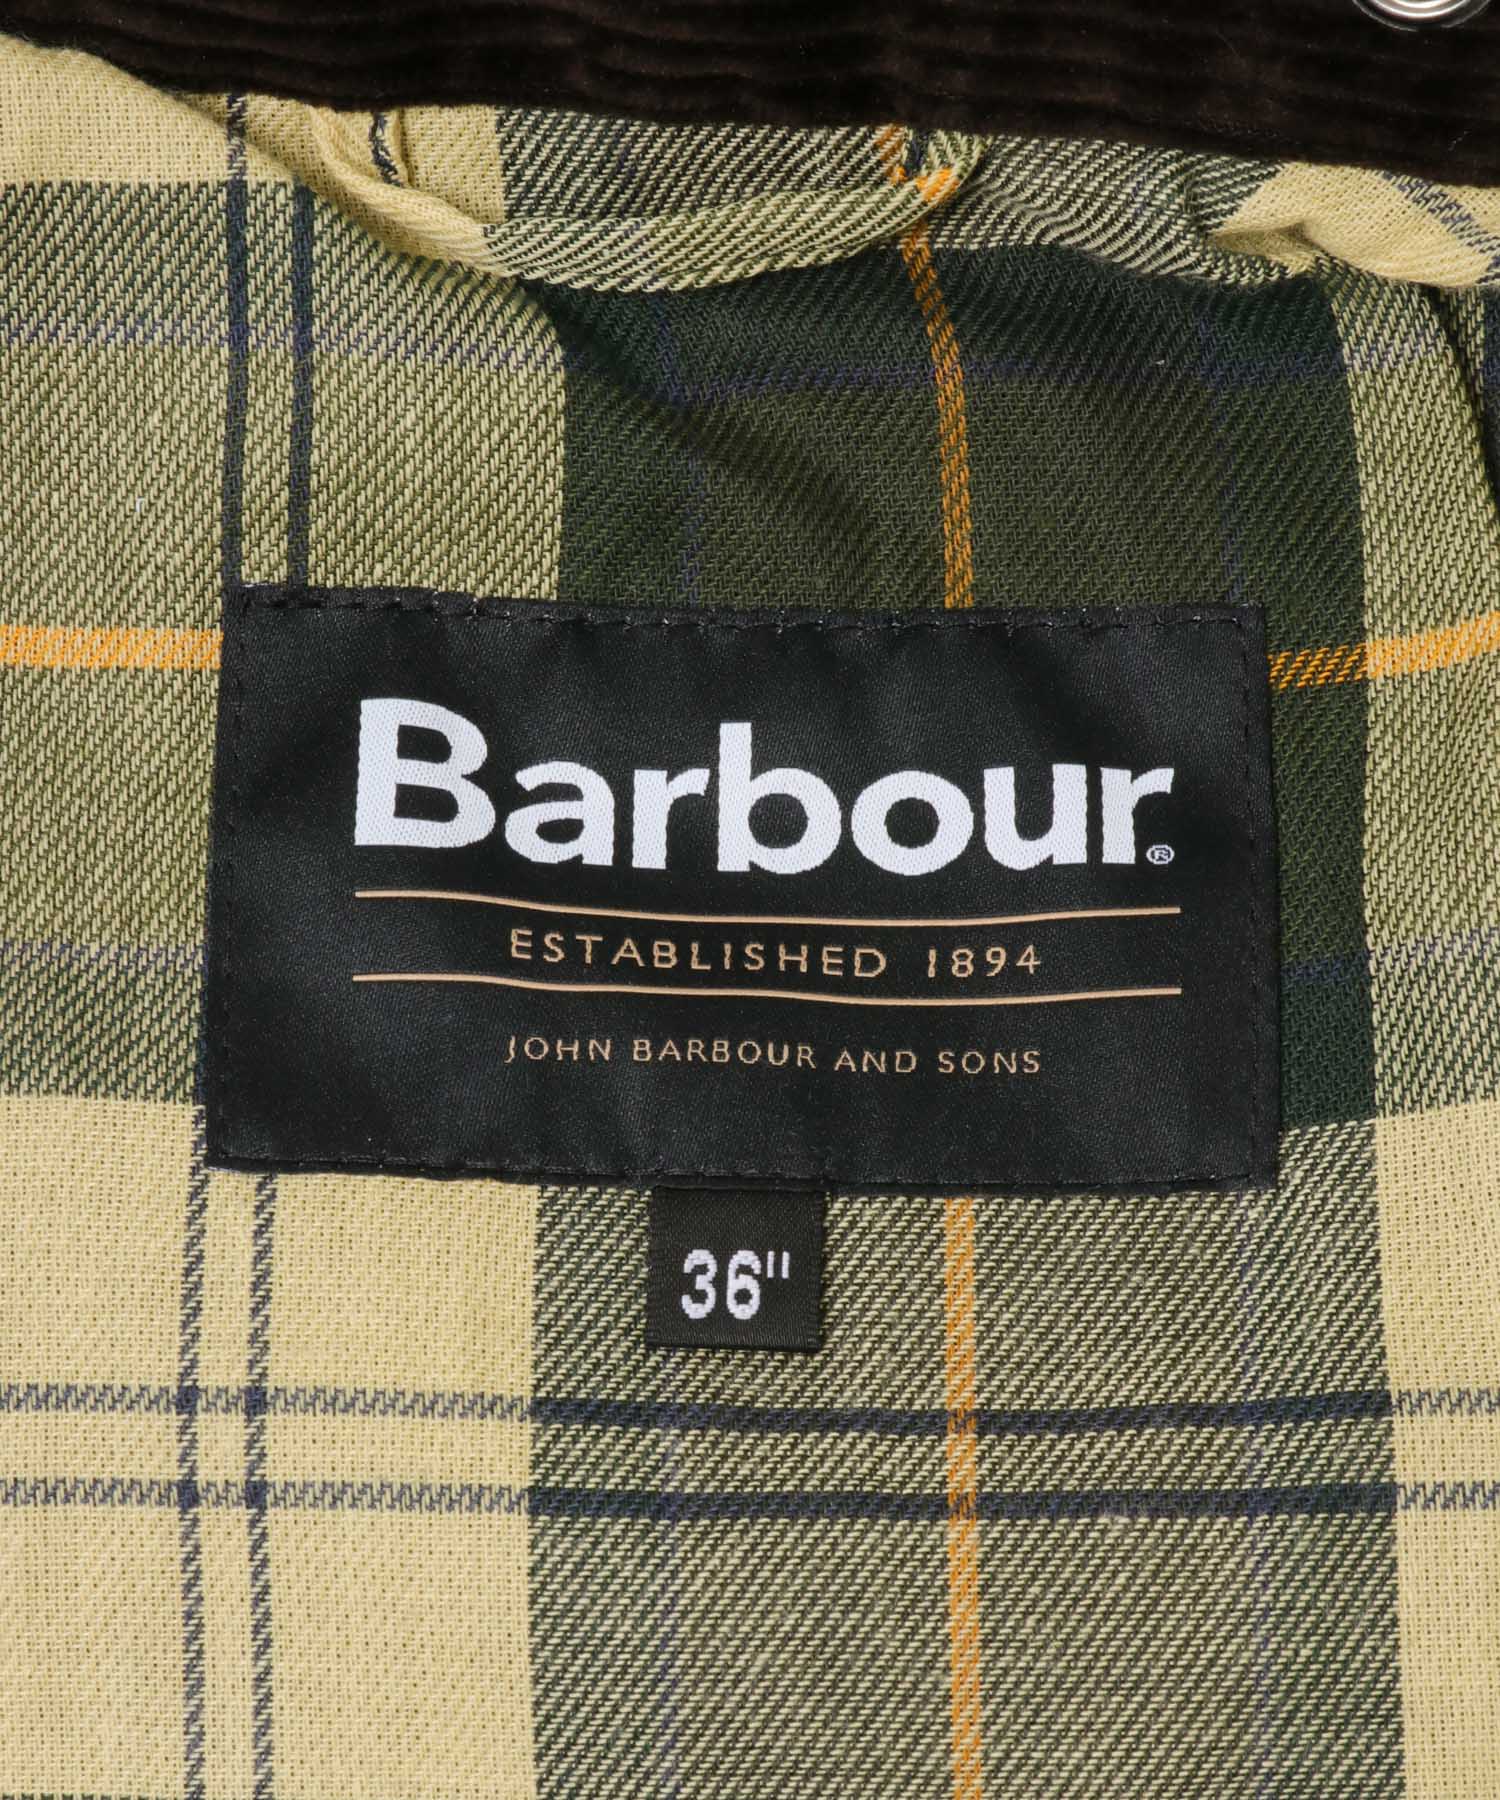 Barbour®
ESTABLISHED 1894
JOHN BARBOUR AND SONS
36"